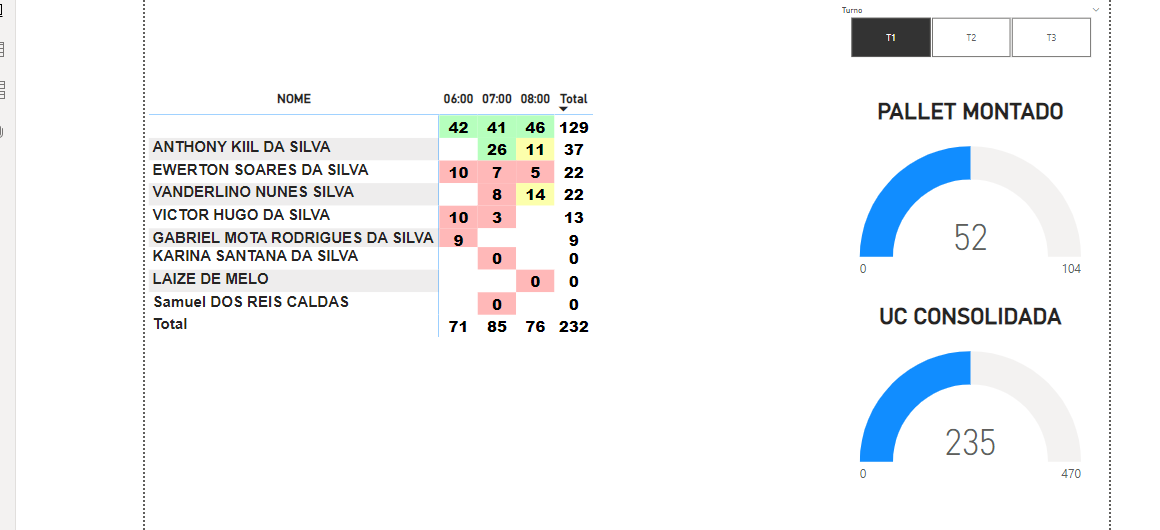 Turno
T1 T2 T3
NOME 06:00 07:00 08:00 Total
42 41 46 129
ANTHONY KIIL DA SILVA 26 11 37
EWERTON SOARES DA SILVA 10 7 5 22
VANDERLINO NUNES SILVA 8 14 22
VICTOR HUGO DA SILVA 10 3 13
GABRIEL MOTA RODRIGUES DA SILVA 9 9
KARINA SANTANA DA SILVA 0 0
LAIZE DE MELO 0 0
Samuel DOS REIS CALDAS 0 0
Total 71 85 76 232
PALLET MONTADO
52
0 104
UC CONSOLIDADA
235
0 470